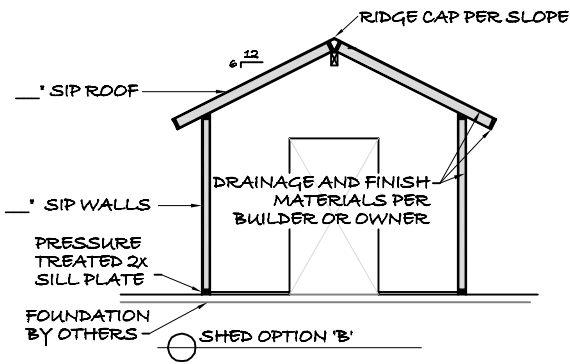 RIDGE CAP PER SLOPE
12
6
__" SIP ROOF
DRAINAGE AND FINISH
MATERIALS PER
BUILDER OR OWNER
__" SIP WALLS
PRESSURE
TREATED 2x
SILL PLATE
FOUNDATION
BY OTHERS
SHED OPTION 'B'